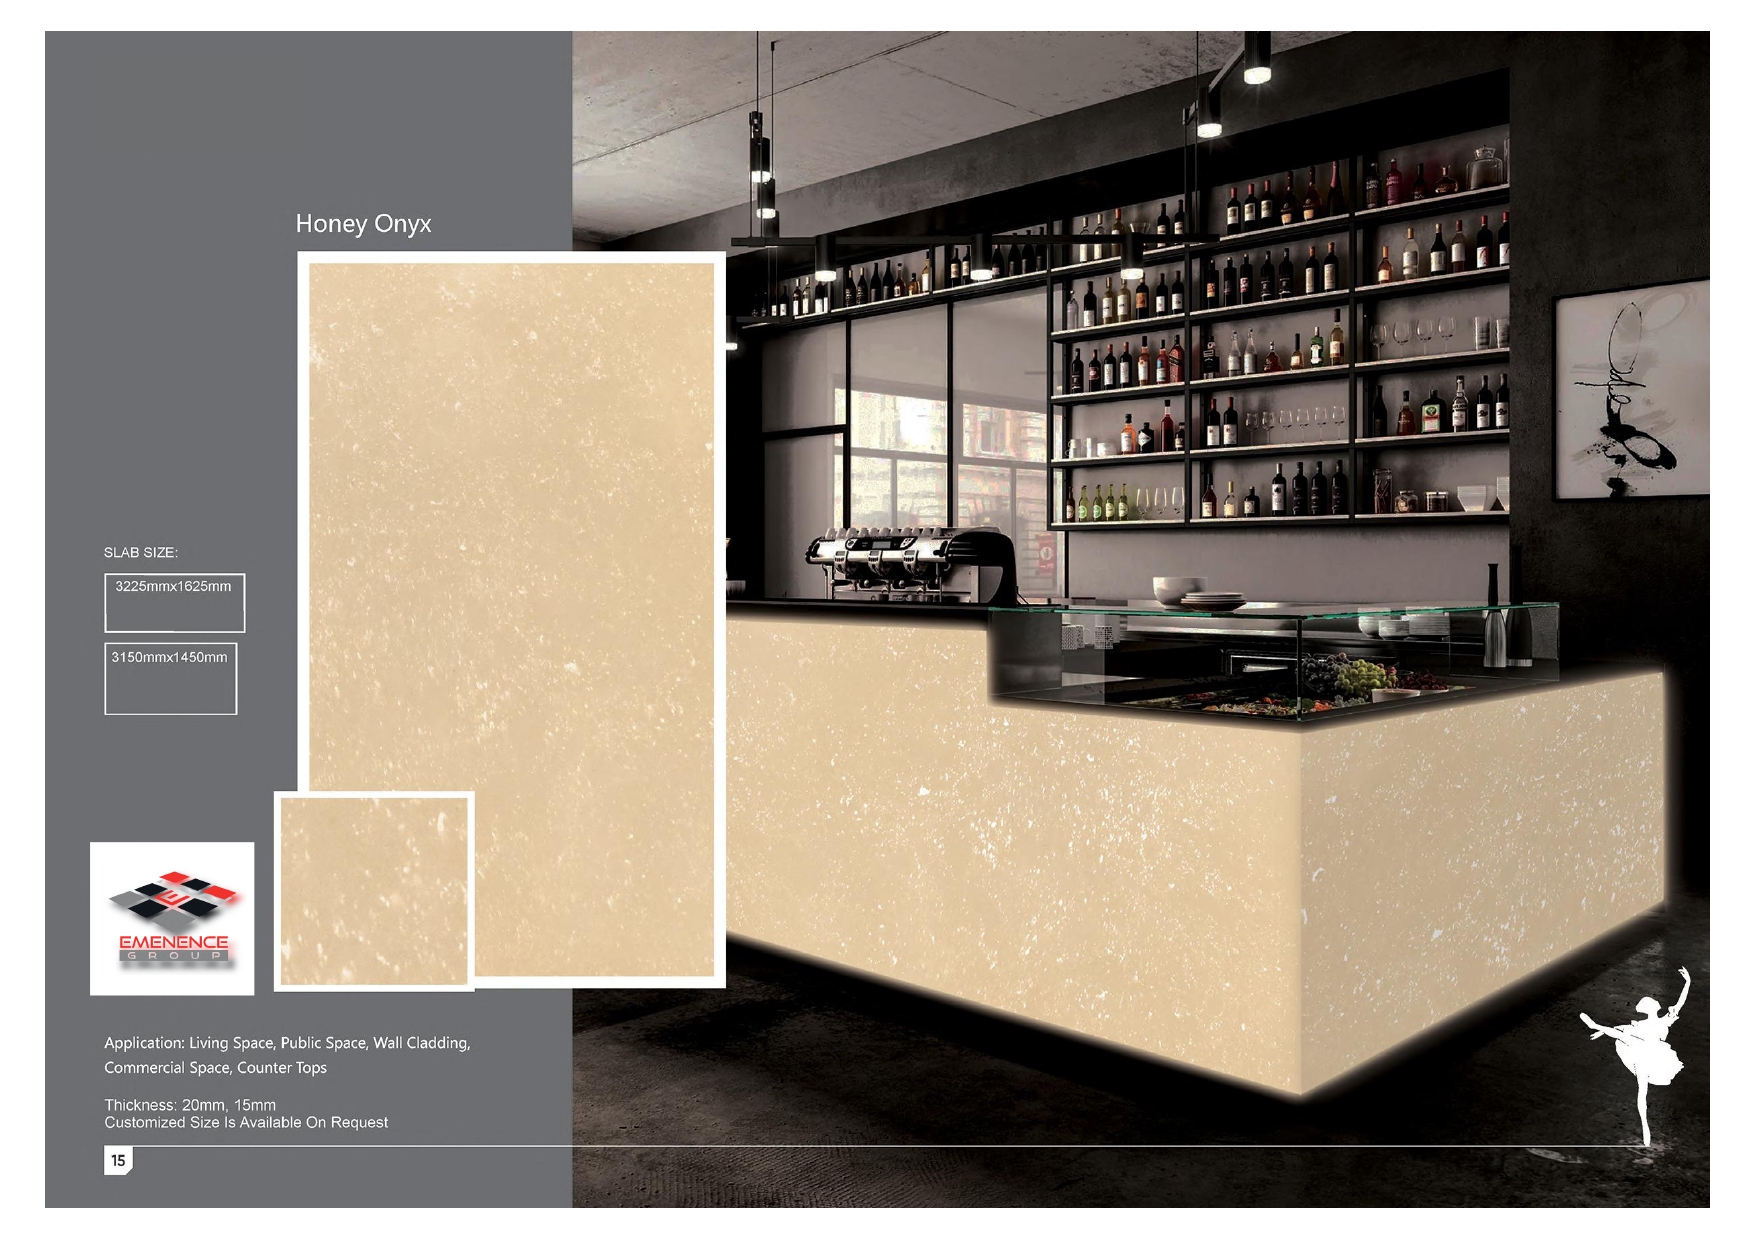 Honey Onyx
SLAB SIZE:
3225mmx1625mm
3150mmx1450mm
EMENENCE
GROUP
Application: Living Space, Public Space, Wall Cladding,
Commercial Space, Counter Tops
Thickness: 20mm, 15mm
Customized Size Is Available On Request
15